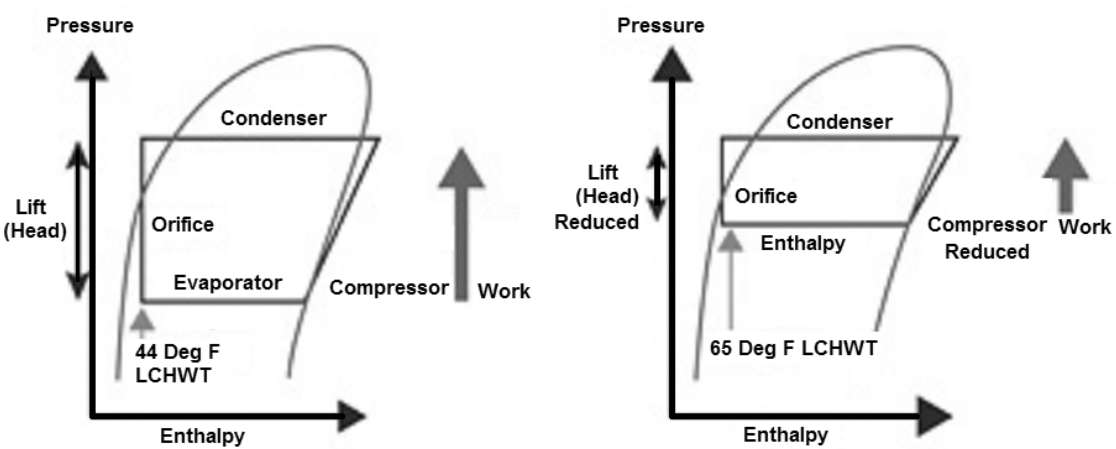 Pressure
Condenser
Lift
(Head)
Orifice
Evaporator
Compressor
Work
44 Deg F
LCHWT
Enthalpy
Pressure
Condenser
Lift
(Head)
Reduced
Orifice
Enthalpy
Compressor
Reduced
Work
65 Deg F LCHWT
Enthalpy